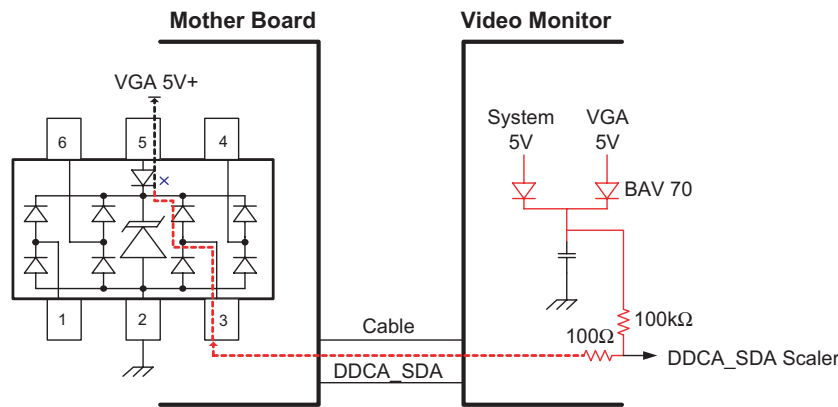 Mother Board
Video Monitor
VGA 5V+
System
5V
VGA
5V
6
5
4
x
BAV 70
1
2
3
Cable
100kΩ
100Ω
DDCA_SDA Scaler
DDCA_SDA